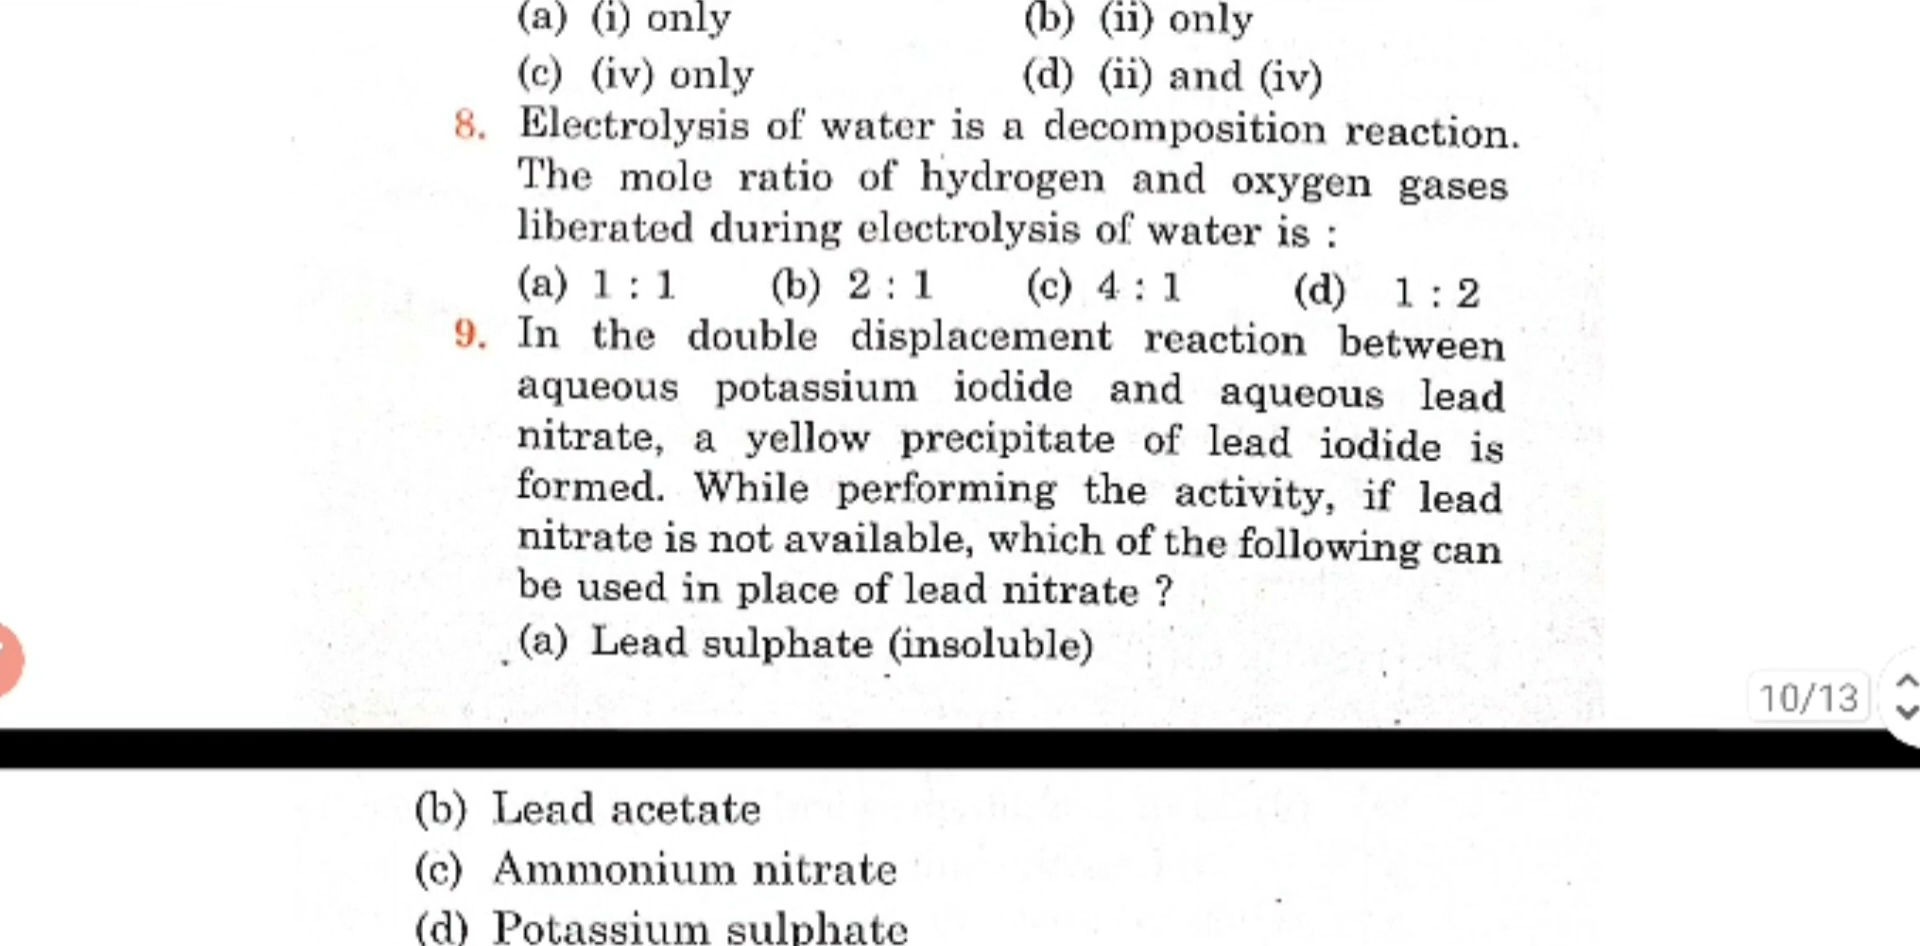 (a) (i) only (b) (ii) only
(c) (iv) only (d) (ii) and (iv)
8. Electrolysis of water is a decomposition reaction.
The mole ratio of hydrogen and oxygen gases
liberated during electrolysis of water is :
(a) 1 : 1 (b) 2 : 1 (c) 4 : 1 (d) 1 : 2
9. In the double displacement reaction between
aqueous potassium iodide and aqueous lead
nitrate, a yellow precipitate of lead iodide is
formed. While performing the activity, if lead
nitrate is not available, which of the following can
be used in place of lead nitrate ?
(a) Lead sulphate (insoluble)
10/13
(b) Lead acetate
(c) Ammonium nitrate
(d) Potassium sulphate